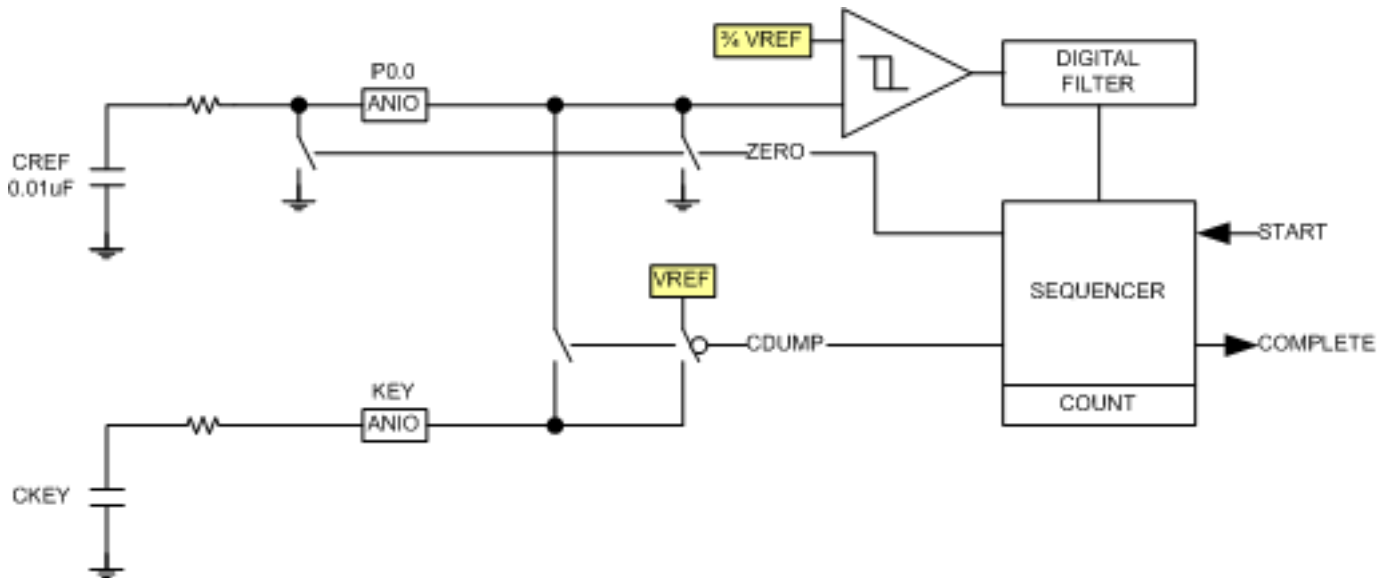 ¾ VREF
DIGITAL
FILTER
P0.0
ANIO
CREF
0.01uF
ZERO
START
VREF
SEQUENCER
CDUMP
COMPLETE
KEY
ANIO
COUNT
CKEY